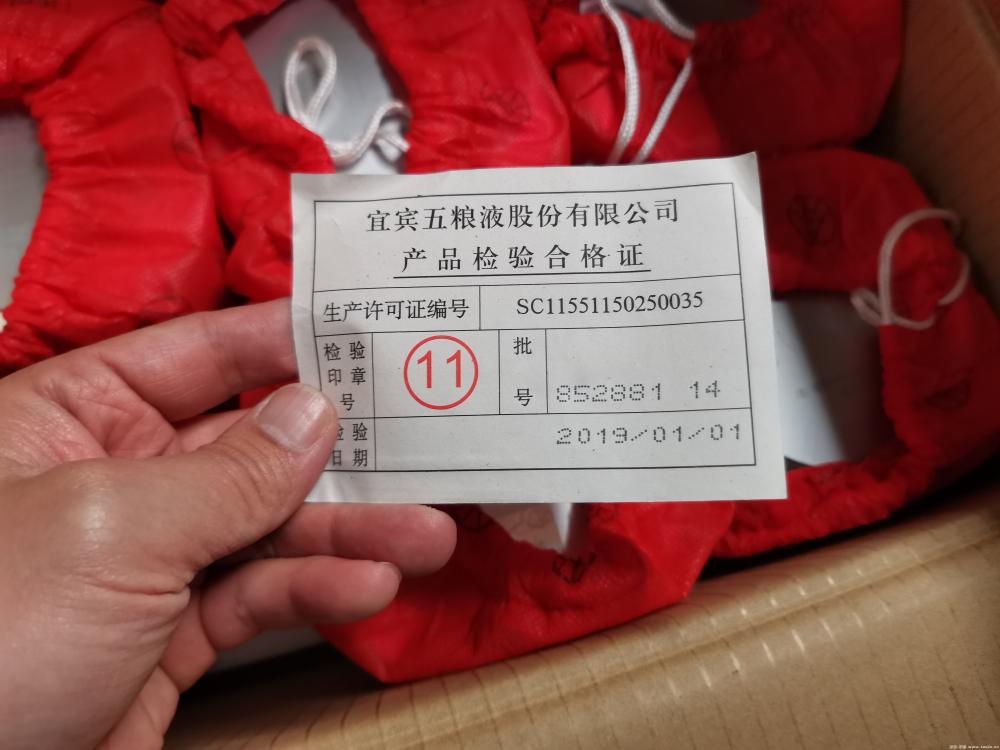 宜宾五粮液股份有限公司
产品检验合格证
生产许可证编号 SC11551150250035
检验印章号 11 批号 852881 14
检验日期 2019/01/01